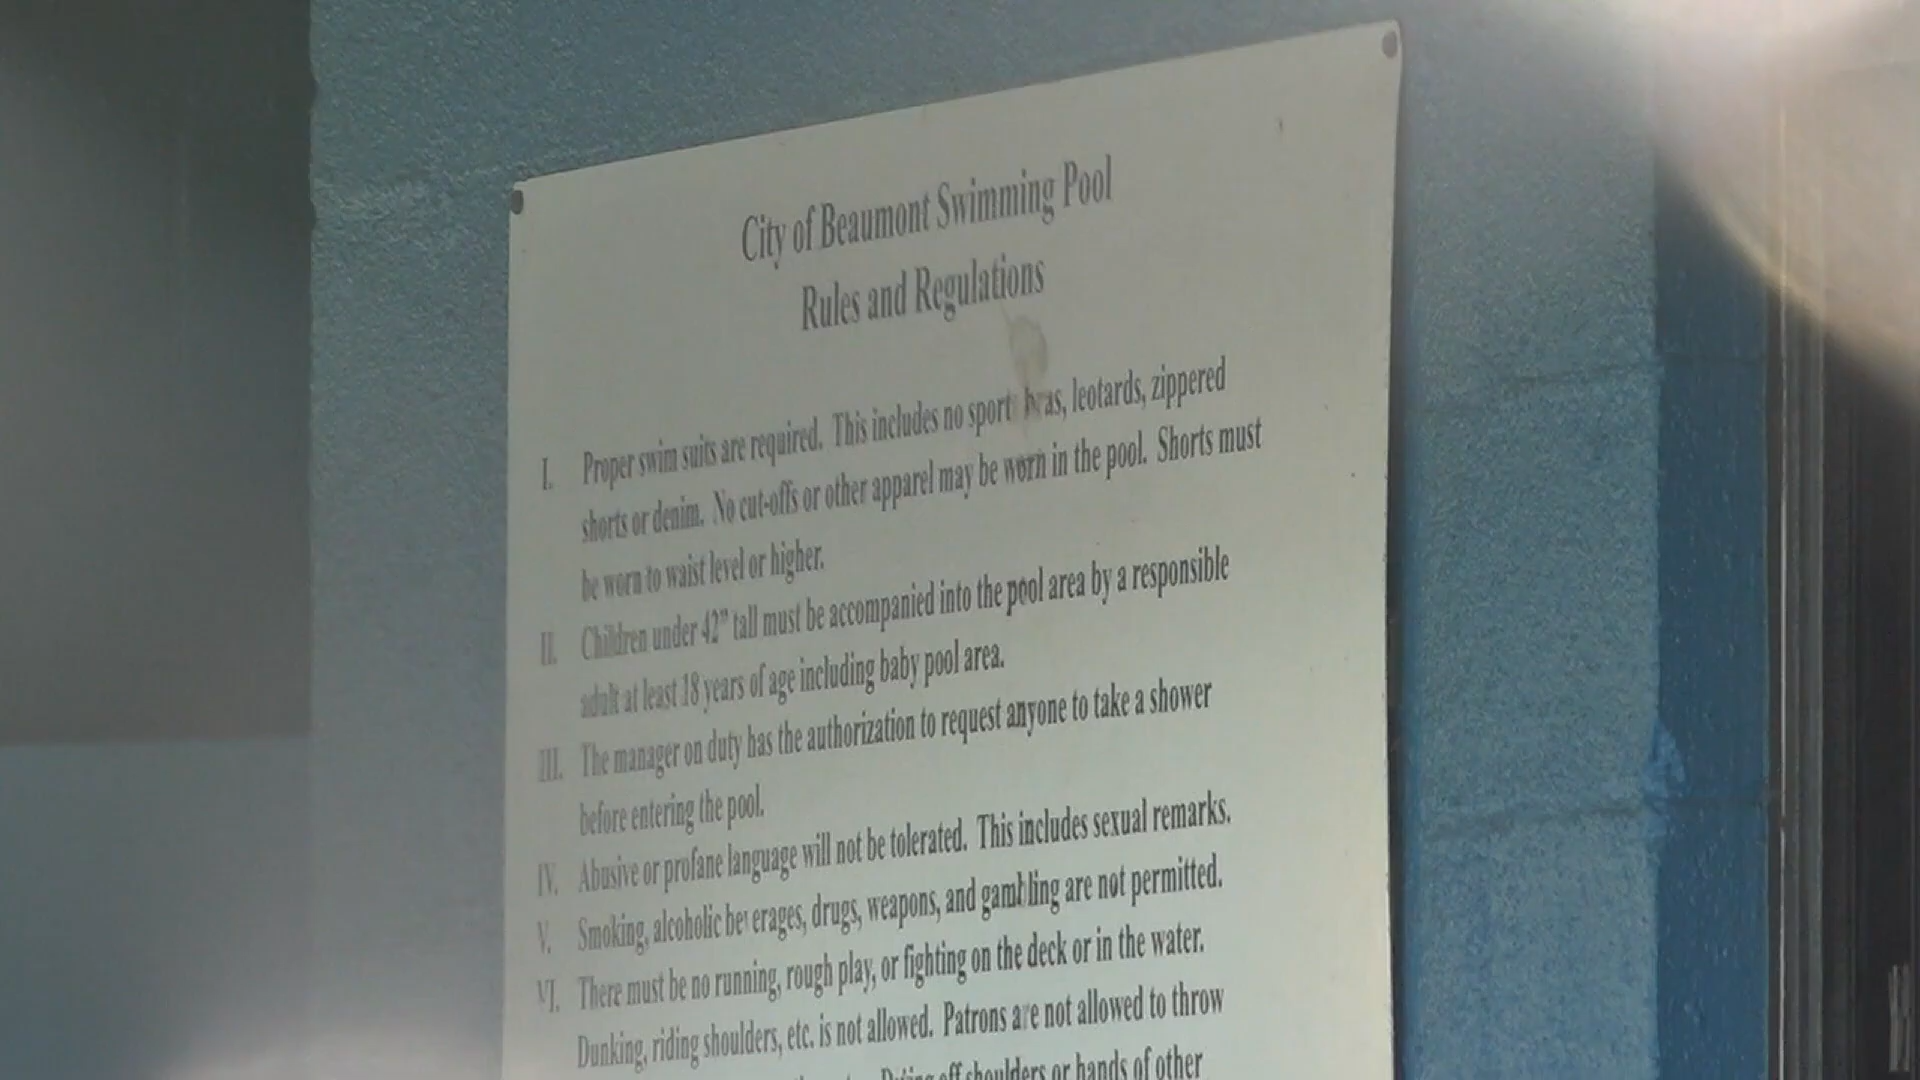 City of Beaumont Swimming Pool
Rules and Regulations
I. Proper swim suits are required. This includes no sport bras, leotards, zippered
shorts or denim. No cut-offs or other apparel may be worn in the pool. Shorts must
be worn to waist level or higher.
II. Children under 42" tall must be accompanied into the pool area by a responsible
adult at least 18 years of age including baby pool area.
III. The manager on duty has the authorization to request anyone to take a shower
before entering the pool.
IV. Abusive or profane language will not be tolerated. This includes sexual remarks.
V. Smoking, alcoholic beverages, drugs, weapons, and gambling are not permitted.
VI. There must be no running, rough play, or fighting on the deck or in the water.
Dunking, riding shoulders, etc. is not allowed. Patrons are not allowed to throw
off shoulders or hands of other